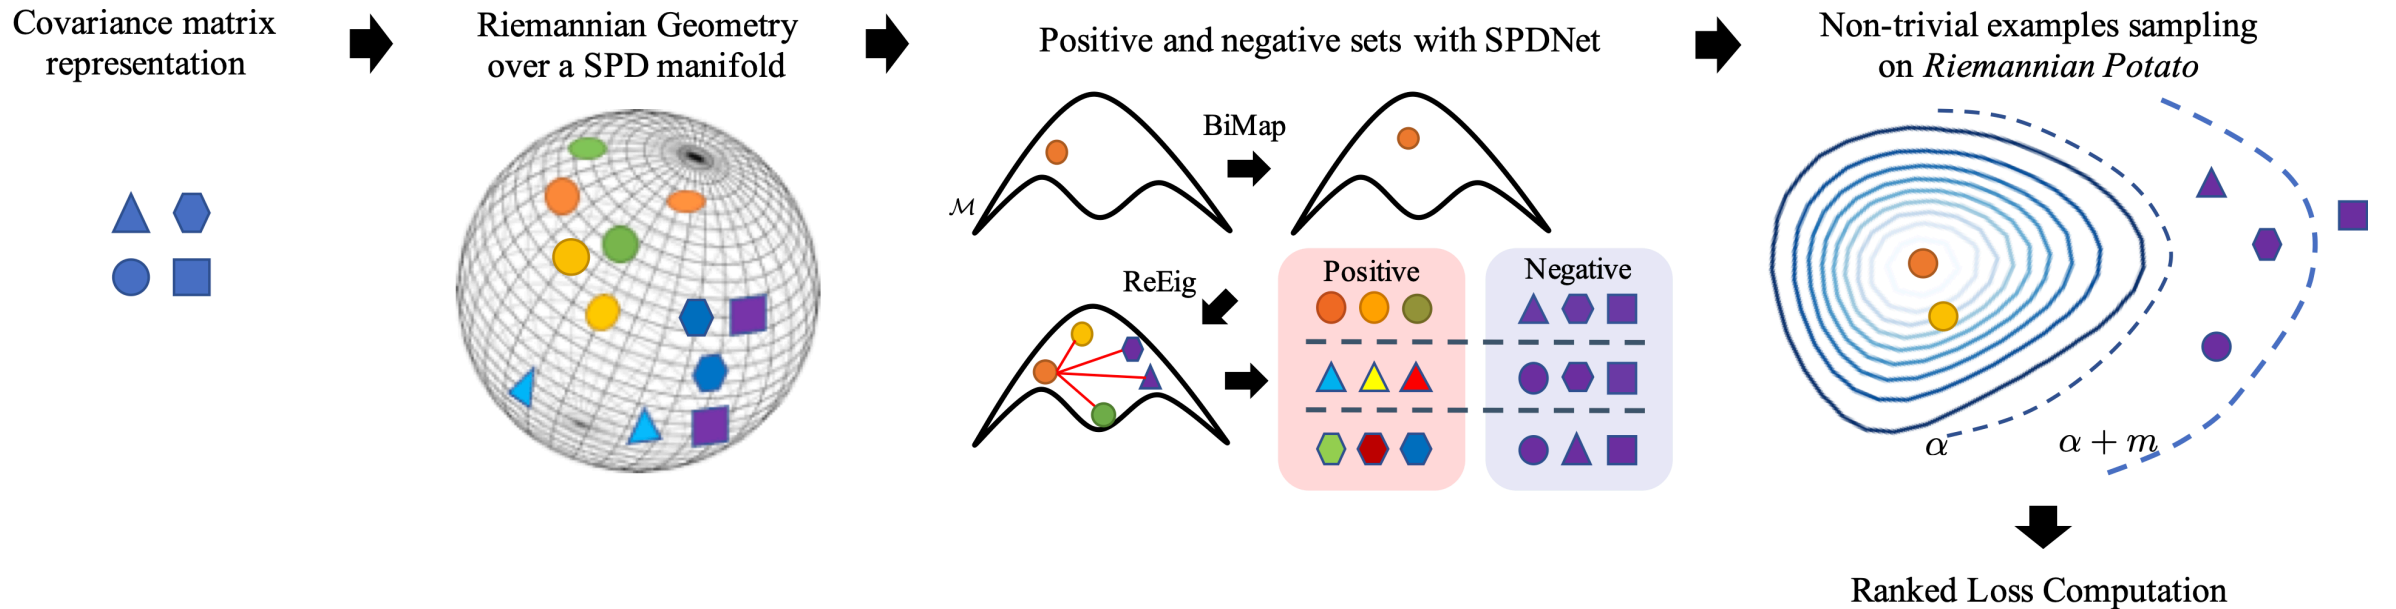 Covariance matrix
representation
Riemannian Geometry
over a SPD manifold
Positive and negative sets with SPDNet
BiMap
ℳ
ReEig
Positive
Negative
Non-trivial examples sampling
on Riemannian Potato
α
α + m
Ranked Loss Computation